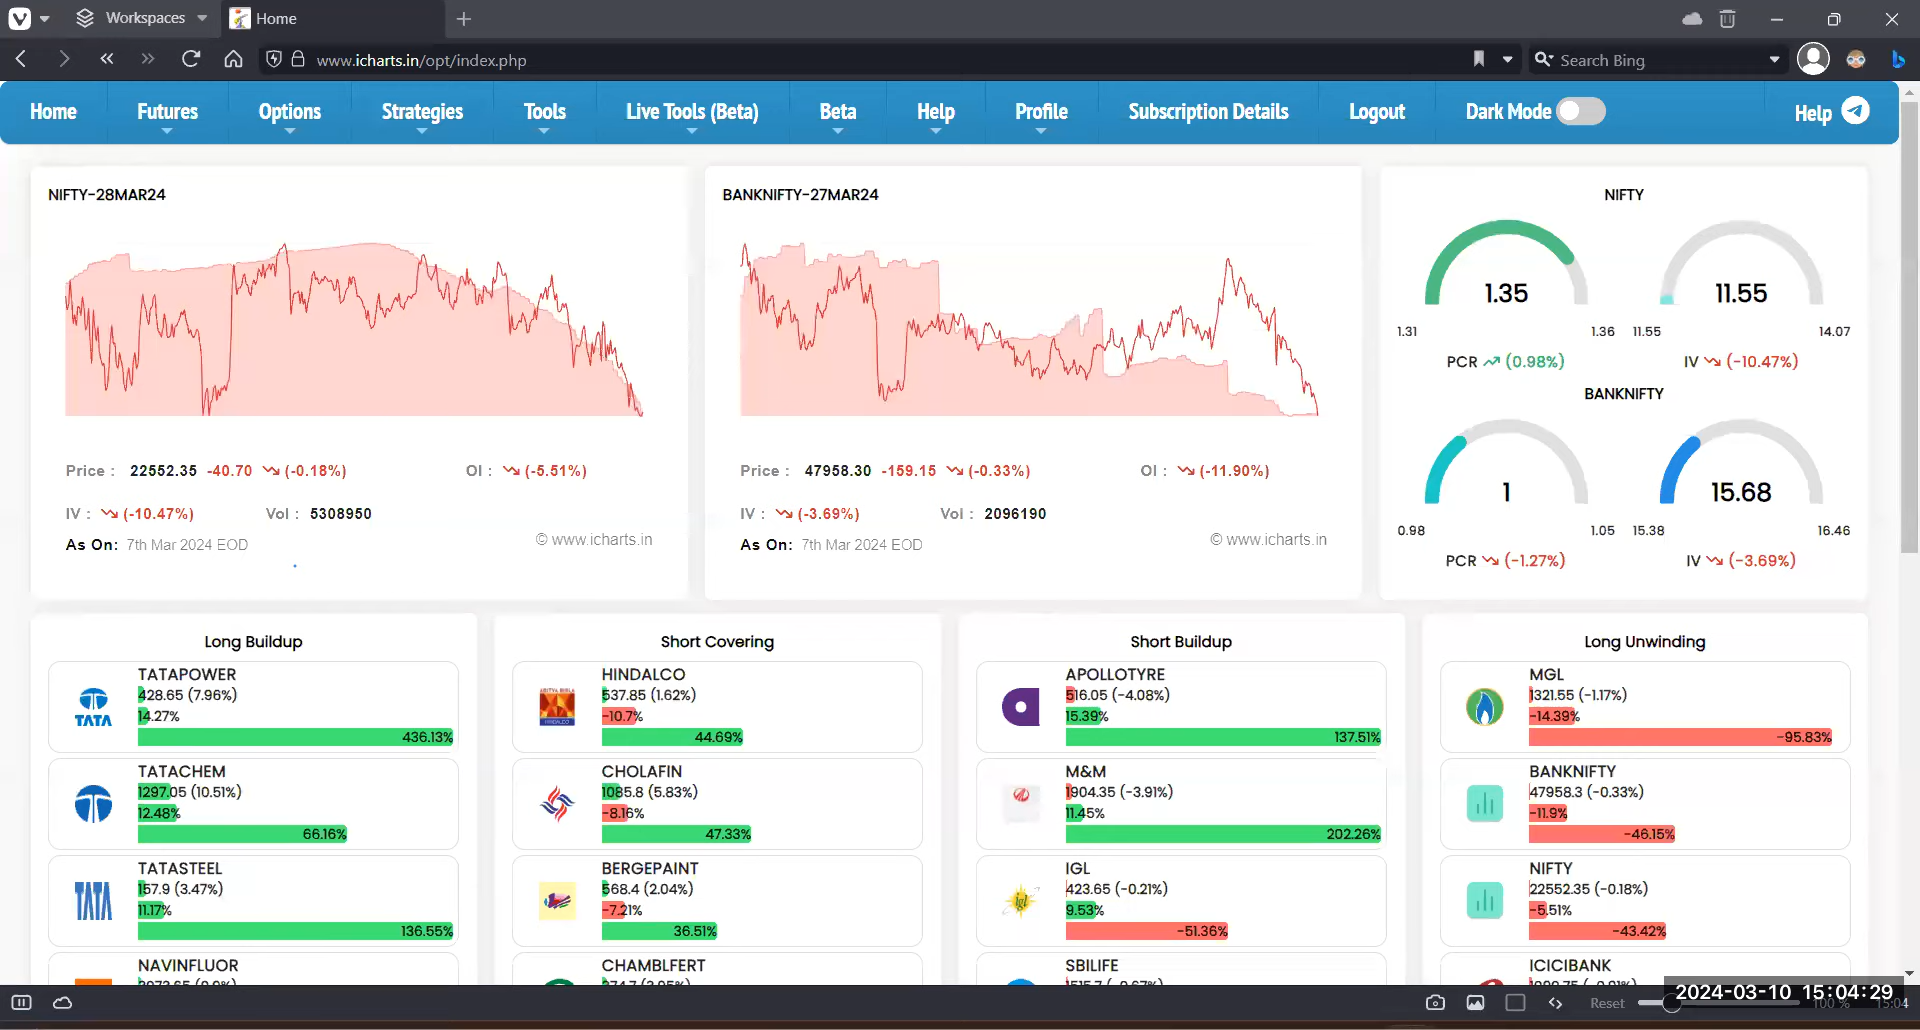 Workspaces
Home
www.icharts.in/opt/index.php
Search Bing
Home
Futures
Options
Strategies
Tools
Live Tools (Beta)
Beta
Help
Profile
Subscription Details
Logout
Dark Mode
Help
NIFTY-28MAR24
Price : 22552.35 -40.70 (-0.18%)
OI : (-5.51%)
IV : (-10.47%)
Vol : 5308950
As On: 7th Mar 2024 EOD
© www.icharts.in
BANKNIFTY-27MAR24
Price : 47958.30 -159.15 (-0.33%)
OI : (-11.90%)
IV : (-3.69%)
Vol : 2096190
As On: 7th Mar 2024 EOD
© www.icharts.in
NIFTY
1.35
11.55
1.31
1.36
11.55
14.07
PCR (0.98%)
IV (-10.47%)
BANKNIFTY
1
15.68
0.98
1.05
15.38
16.46
PCR (-1.27%)
IV (-3.69%)
Long Buildup
TATA
TATAPOWER
428.65 (7.96%)
14.27%
436.13%
TATACHEM
1297.05 (10.51%)
12.48%
66.16%
TATA
TATASTEEL
157.9 (3.47%)
11.17%
136.55%
NAVINFLUOR
Short Covering
ADITYA BIRLA
HINDALCO
HINDALCO
537.85 (1.62%)
-10.7%
44.69%
CHOLAFIN
1085.8 (5.83%)
-8.16%
47.33%
BERGEPAINT
568.4 (2.04%)
-7.21%
36.51%
CHAMBLFERT
Short Buildup
APOLLOTYRE
516.05 (-4.08%)
15.39%
137.51%
M&M
1904.35 (-3.91%)
11.45%
202.26%
igl
IGL
423.65 (-0.21%)
9.53%
-51.36%
SBILIFE
Long Unwinding
MGL
1321.55 (-1.17%)
-14.39%
-95.83%
BANKNIFTY
47958.3 (-0.33%)
-11.9%
-46.15%
NIFTY
22552.35 (-0.18%)
-5.51%
-43.42%
ICICIBANK
Reset
100 %
15:04
2024-03-10 15:04:29